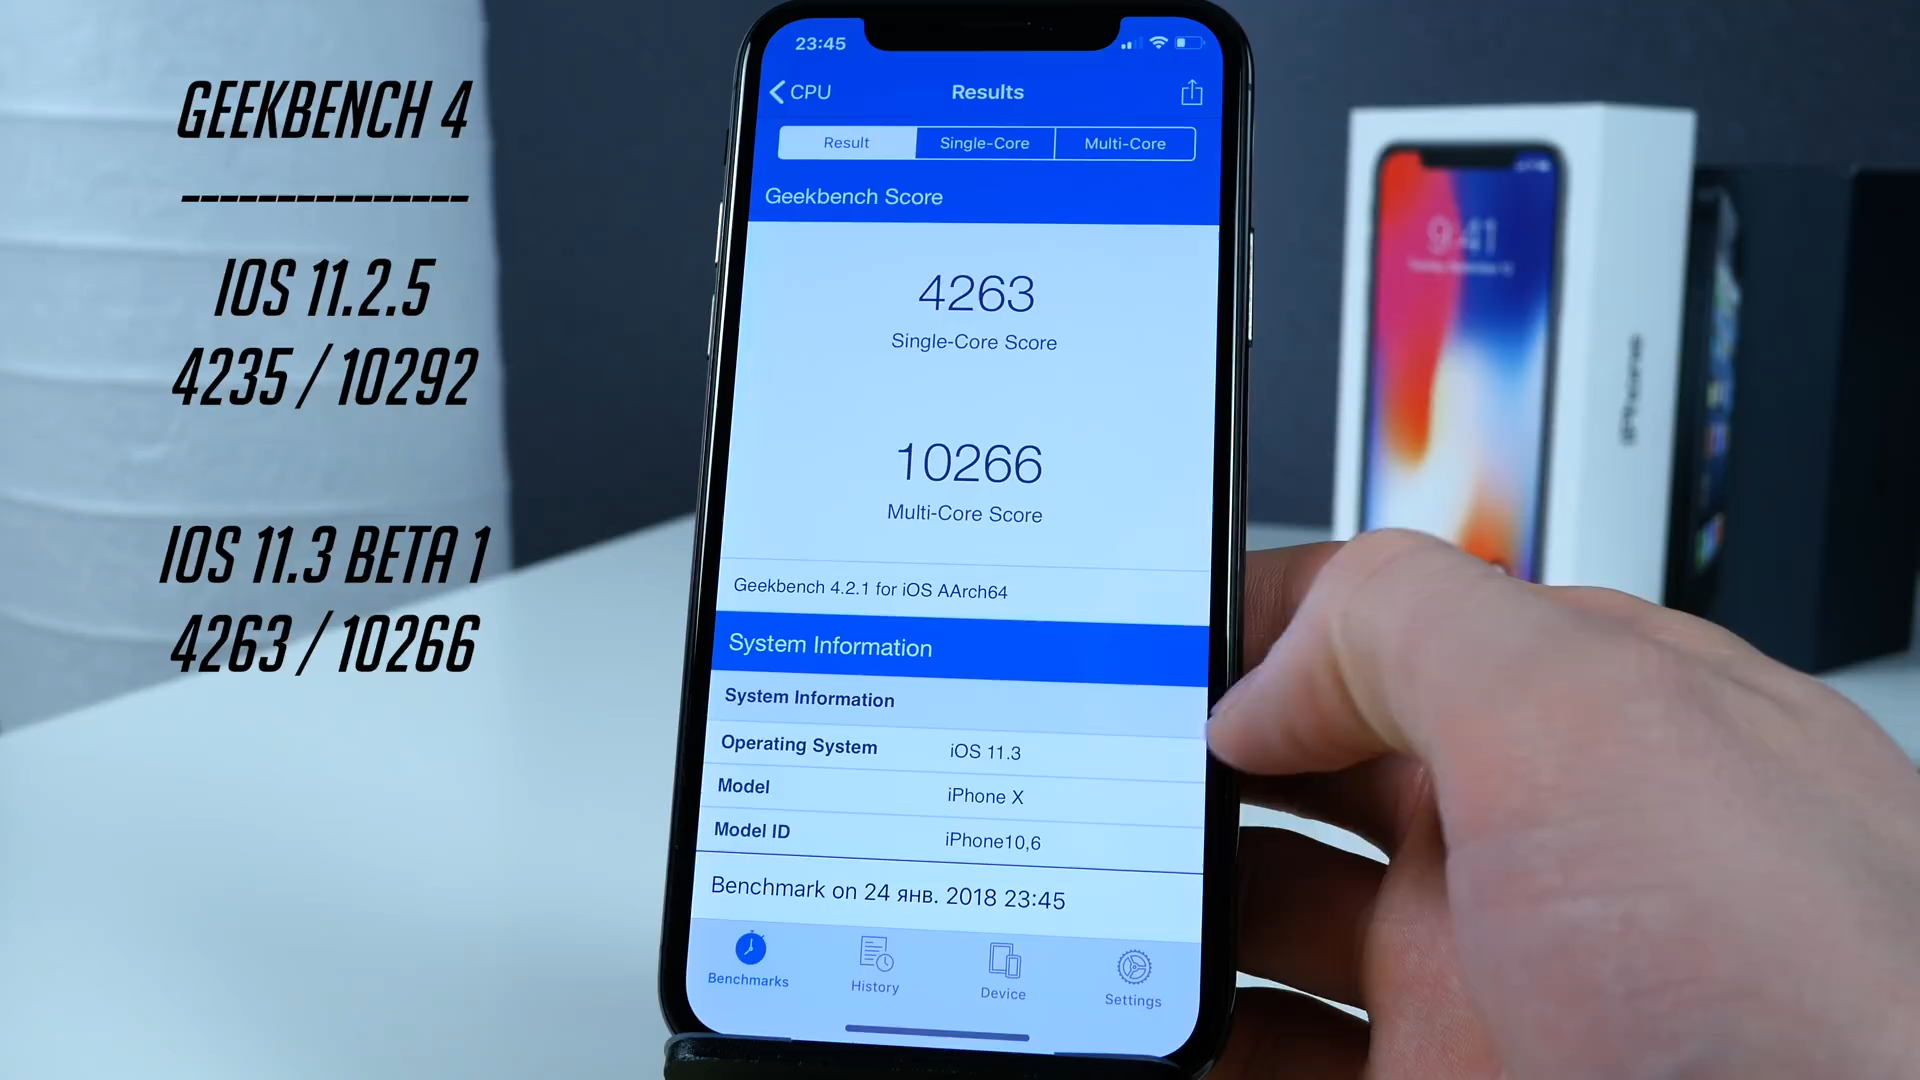 GEEKBENCH 4
---------------
IOS 11.2.5
4235 / 10292
IOS 11.3 BETA 1
4263 / 10266
23:45
CPU
Results
Result
Single-Core
Multi-Core
Geekbench Score
4263
Single-Core Score
10266
Multi-Core Score
Geekbench 4.2.1 for iOS AArch64
System Information
System Information
Operating System iOS 11.3
Model iPhone X
Model ID iPhone10,6
Benchmark on 24 янв. 2018 23:45
Benchmarks
History
Device
Settings
9:41
iPhone